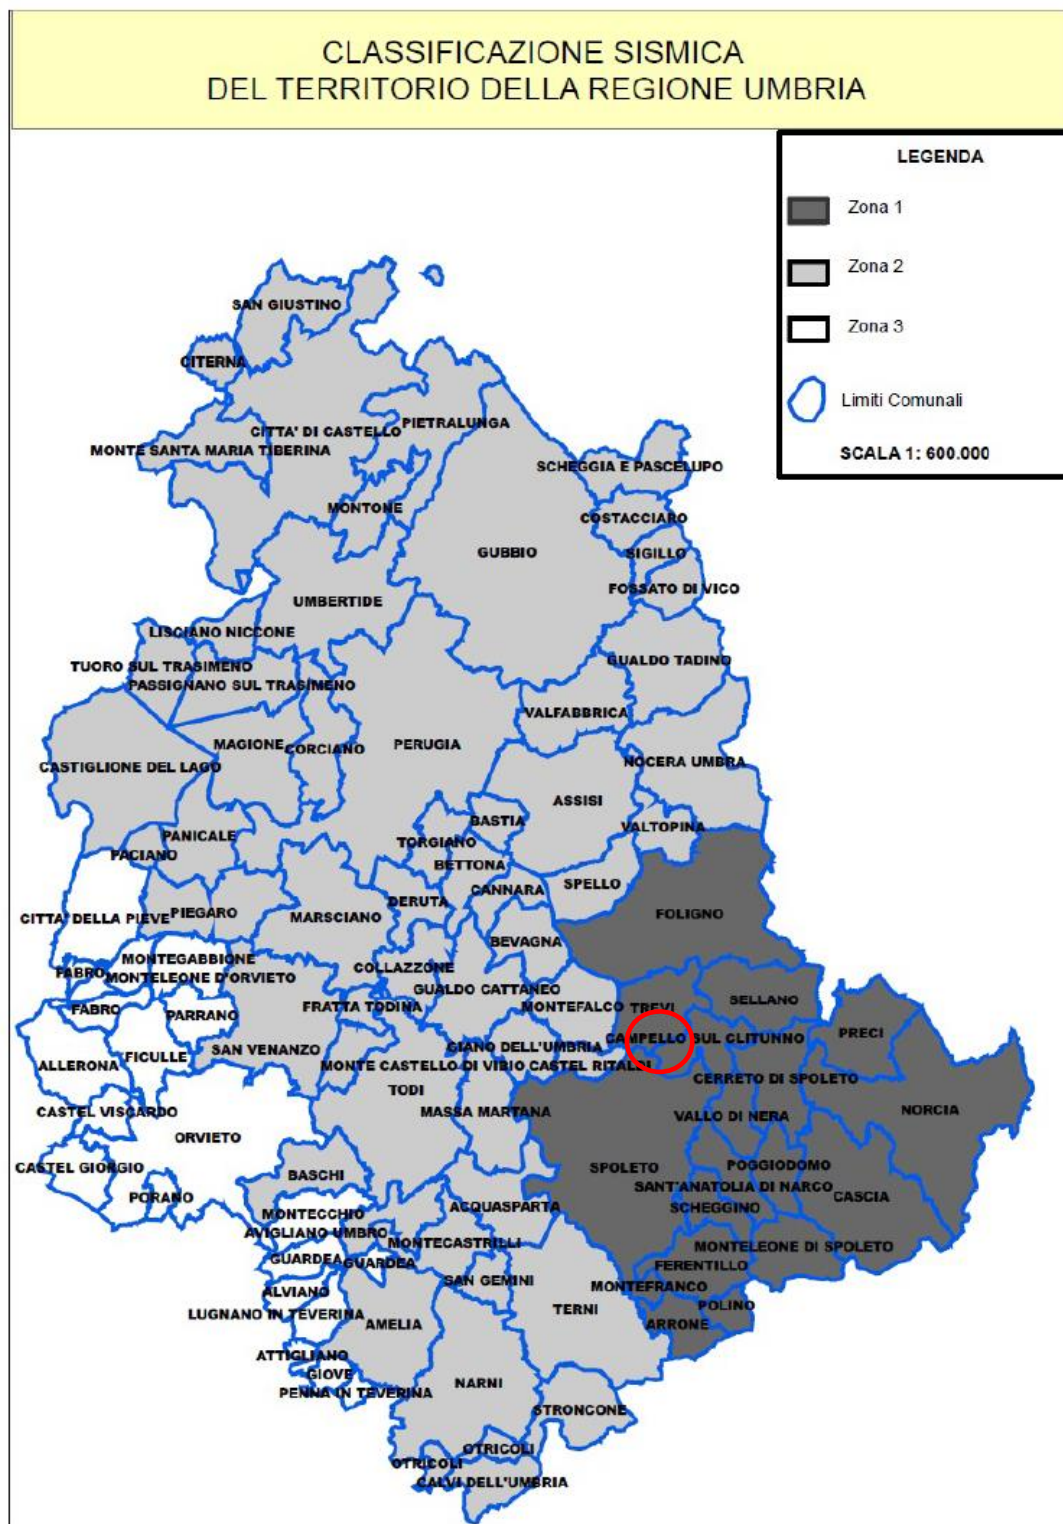 CLASSIFICAZIONE SISMICA
DEL TERRITORIO DELLA REGIONE UMBRIA
LEGENDA
Zona 1
Zona 2
Zona 3
Limiti Comunali
SCALA 1: 600.000
SAN GIUSTINO
CITERNA
PIETRALUNGA
CITTA' DI CASTELLO
MONTE SANTA MARIA TIBERINA
SCHEGGIA E PASCELUPO
MONTONE
COSTACCIARO
GUBBIO
SIGILLO
FOSSATO DI VICO
UMBERTIDE
LISCIANO NICCONE
TUORO SUL TRASIMENO
GUALDO TADINO
PASSIGNANO SUL TRASIMENO
VALFABBRICA
MAGIONE
CORCIANO
PERUGIA
NOCERA UMBRA
CASTIGLIONE DEL LAGO
ASSISI
BASTIA
VALTOPINA
PANICALE
TORGIANO
PACIANO
BETTONA
SPELLO
CANNARA
DERUTA
PIEGARO
MARSCIANO
FOLIGNO
CITTA' DELLA PIEVE
BEVAGNA
MONTEGABBIONE
COLLAZZONE
FABRO
MONTELEONE D'ORVIETO
GUALDO CATTANEO
SELLANO
FABRO
PARRANO
FRATTA TODINA
MONTEFALCO
TREVI
PRECI
CAMPELLO SUL CLITUNNO
GIANO DELL'UMBRIA
SAN VENANZO
FICULLE
ALLERONA
MONTE CASTELLO DI VIBIO
CASTEL RITALDI
CERRETO DI SPOLETO
TODI
NORCIA
CASTEL VISCARDO
MASSA MARTANA
VALLO DI NERA
ORVIETO
CASTEL GIORGIO
SPOLETO
POGGIODOMO
BASCHI
SANT'ANATOLIA DI NARCO
CASCIA
PORANO
ACQUASPARTA
SCHEGGINO
MONTECCHIO
AVIGLIANO UMBRO
MONTECASTRILLI
MONTELEONE DI SPOLETO
GUARDEA
GUARDEA
FERENTILLO
SAN GEMINI
MONTEFRANCO
ALVIANO
TERNI
POLINO
LUGNANO IN TEVERINA
AMELIA
ARRONE
ATTIGLIANO
GIOVE
NARNI
PENNA IN TEVERINA
STRONCONE
OTRICOLI
OTRICOLI
CALVI DELL'UMBRIA